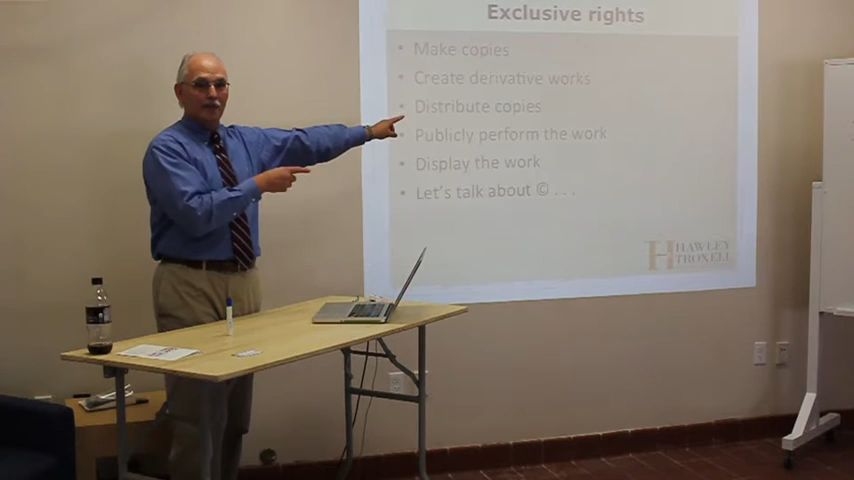 Exclusive rights
• Make copies
• Create derivative works
• Distribute copies
• Publicly perform the work
• Display the work
• Let's talk about © . . .
H HAWLEY
TROXELL